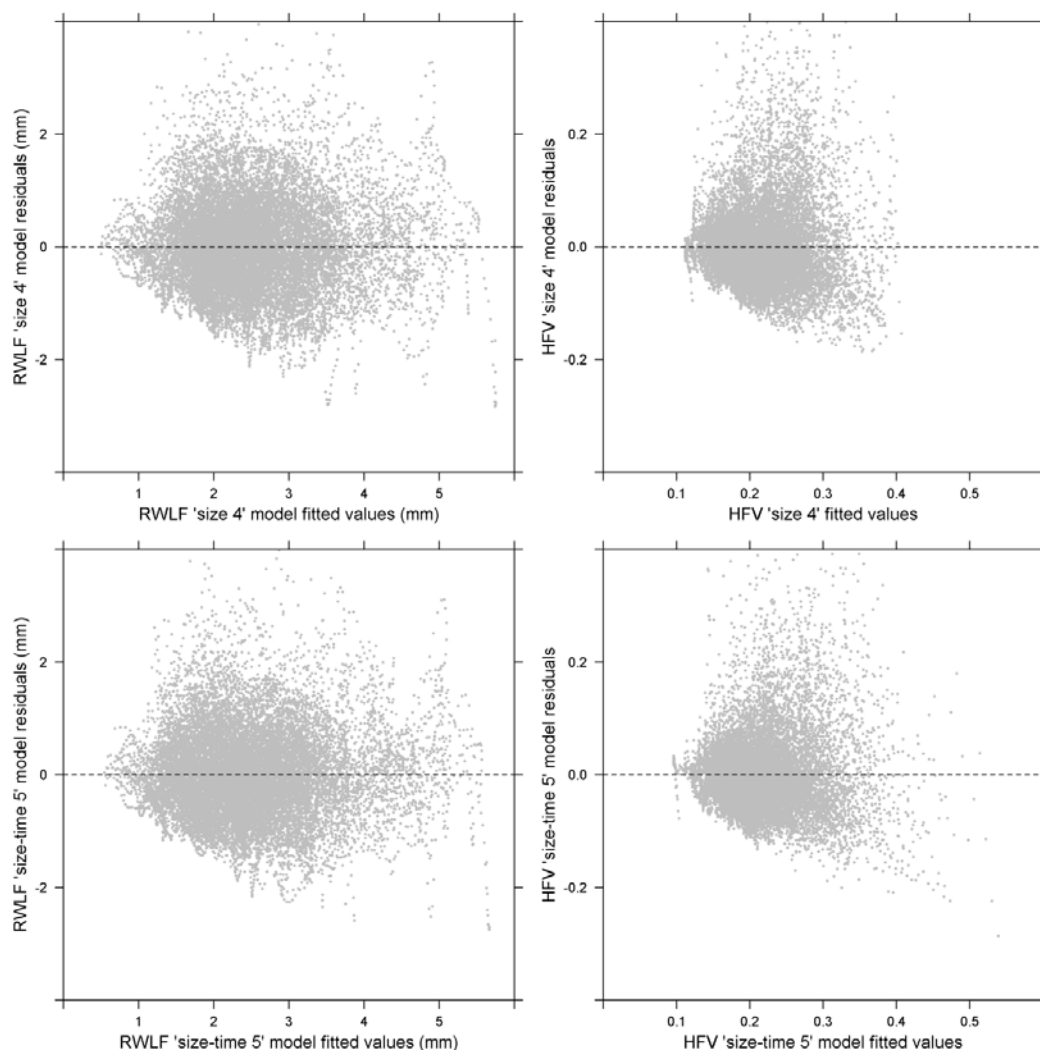 RWLF 'size 4' model residuals (mm)
2
0
-2
1 2 3 4 5
RWLF 'size 4' model fitted values (mm)
HFV 'size 4' model residuals
0.2
0.0
-0.2
0.1 0.2 0.3 0.4 0.5
HFV 'size 4' fitted values
RWLF 'size-time 5' model residuals (mm)
2
0
-2
1 2 3 4 5
RWLF 'size-time 5' model fitted values (mm)
HFV 'size-time 5' model residuals
0.2
0.0
-0.2
0.1 0.2 0.3 0.4 0.5
HFV 'size-time 5' model fitted values